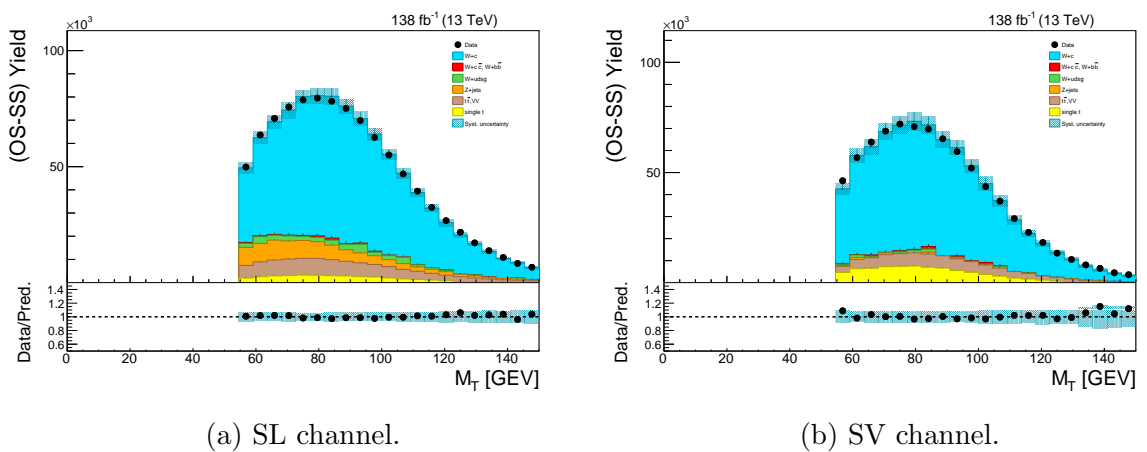 ×10³
138 fb⁻¹ (13 TeV)
(OS-SS) Yield
100
50
Data
W+c
W+c c̅, W+bb̅
W+udsg
Z+jets
tt̅,VV
single t
Syst. uncertainty
Data/Pred.
1.4
1.2
1
0.8
0.6
0 20 40 60 80 100 120 140
M_T [GEV]
(a) SL channel.
×10³
138 fb⁻¹ (13 TeV)
(OS-SS) Yield
100
50
Data
W+c
W+c c̅, W+bb̅
W+udsg
Z+jets
tt̅,VV
single t
Syst. uncertainty
Data/Pred.
1.4
1.2
1
0.8
0.6
0 20 40 60 80 100 120 140
M_T [GEV]
(b) SV channel.